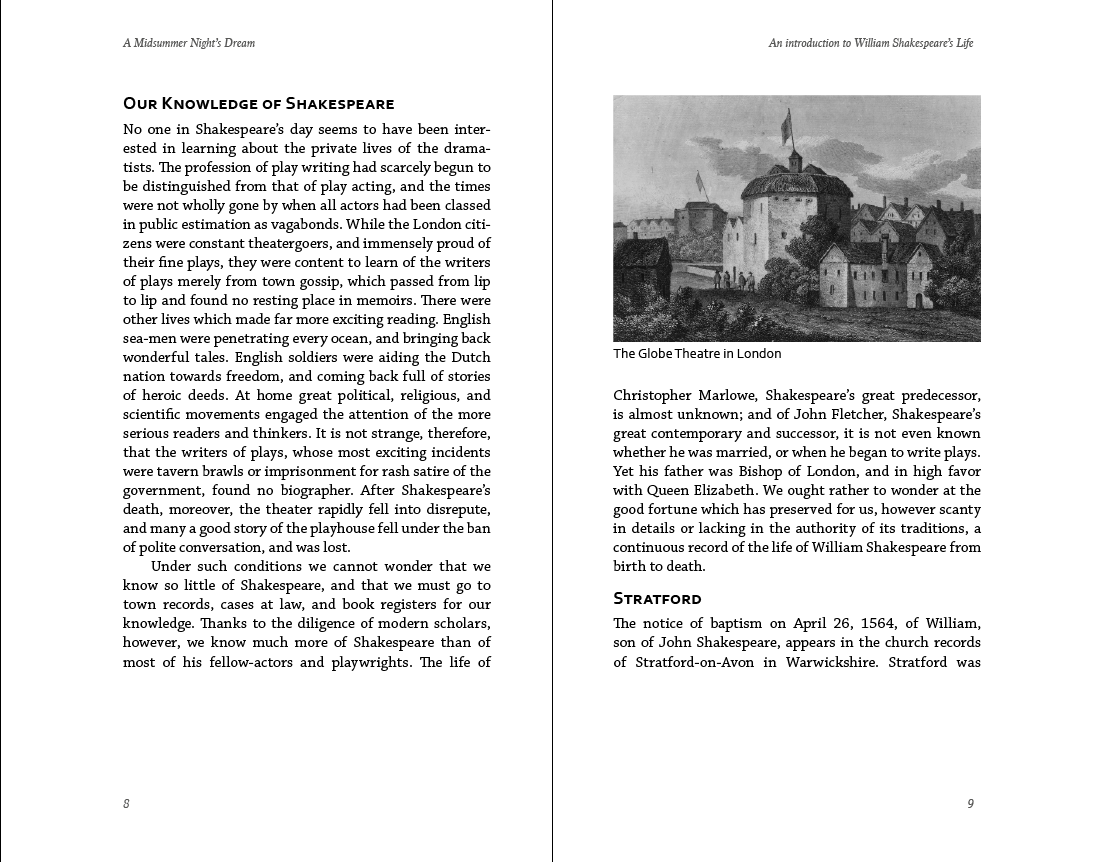 A Midsummer Night's Dream
OUR KNOWLEDGE OF SHAKESPEARE
No one in Shakespeare's day seems to have been inter-
ested in learning about the private lives of the drama-
tists. The profession of play writing had scarcely begun to
be distinguished from that of play acting, and the times
were not wholly gone by when all actors had been classed
in public estimation as vagabonds. While the London citi-
zens were constant theatergoers, and immensely proud of
their fine plays, they were content to learn of the writers
of plays merely from town gossip, which passed from lip
to lip and found no resting place in memoirs. There were
other lives which made far more exciting reading. English
sea-men were penetrating every ocean, and bringing back
wonderful tales. English soldiers were aiding the Dutch
nation towards freedom, and coming back full of stories
of heroic deeds. At home great political, religious, and
scientific movements engaged the attention of the more
serious readers and thinkers. It is not strange, therefore,
that the writers of plays, whose most exciting incidents
were tavern brawls or imprisonment for rash satire of the
government, found no biographer. After Shakespeare's
death, moreover, the theater rapidly fell into disrepute,
and many a good story of the playhouse fell under the ban
of polite conversation, and was lost.
Under such conditions we cannot wonder that we
know so little of Shakespeare, and that we must go to
town records, cases at law, and book registers for our
knowledge. Thanks to the diligence of modern scholars,
however, we know much more of Shakespeare than of
most of his fellow-actors and playwrights. The life of
8
An introduction to William Shakespeare's Life
The Globe Theatre in London
Christopher Marlowe, Shakespeare's great predecessor,
is almost unknown; and of John Fletcher, Shakespeare's
great contemporary and successor, it is not even known
whether he was married, or when he began to write plays.
Yet his father was Bishop of London, and in high favor
with Queen Elizabeth. We ought rather to wonder at the
good fortune which has preserved for us, however scanty
in details or lacking in the authority of its traditions, a
continuous record of the life of William Shakespeare from
birth to death.
STRATFORD
The notice of baptism on April 26, 1564, of William,
son of John Shakespeare, appears in the church records
of Stratford-on-Avon in Warwickshire. Stratford was
9